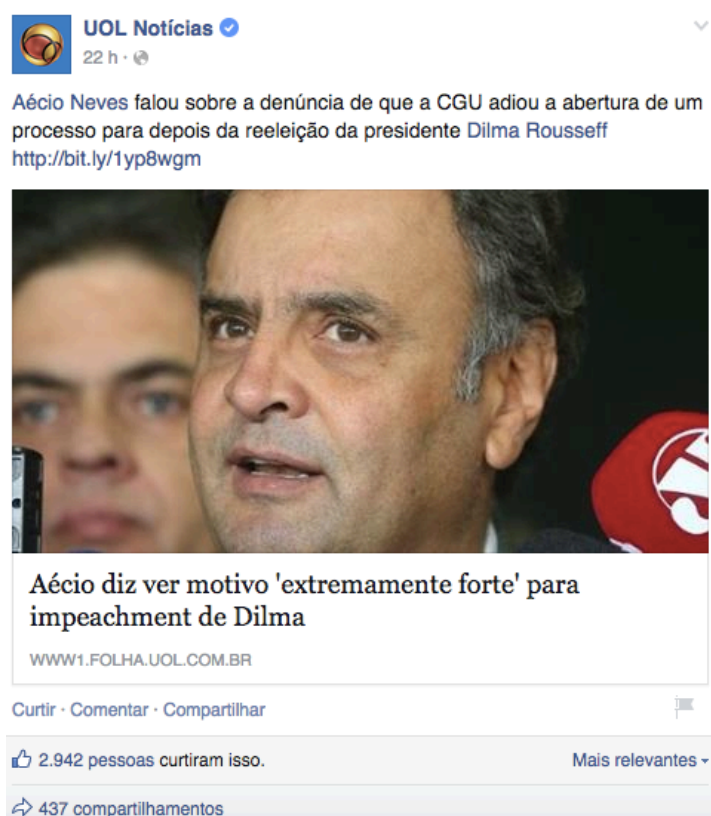 UOL Notícias
22 h ·
Aécio Neves falou sobre a denúncia de que a CGU adiou a abertura de um
processo para depois da reeleição da presidente Dilma Rousseff
http://bit.ly/1yp8wgm
Aécio diz ver motivo 'extremamente forte' para
impeachment de Dilma
WWW1.FOLHA.UOL.COM.BR
Curtir · Comentar · Compartilhar
2.942 pessoas curtiram isso. Mais relevantes
437 compartilhamentos